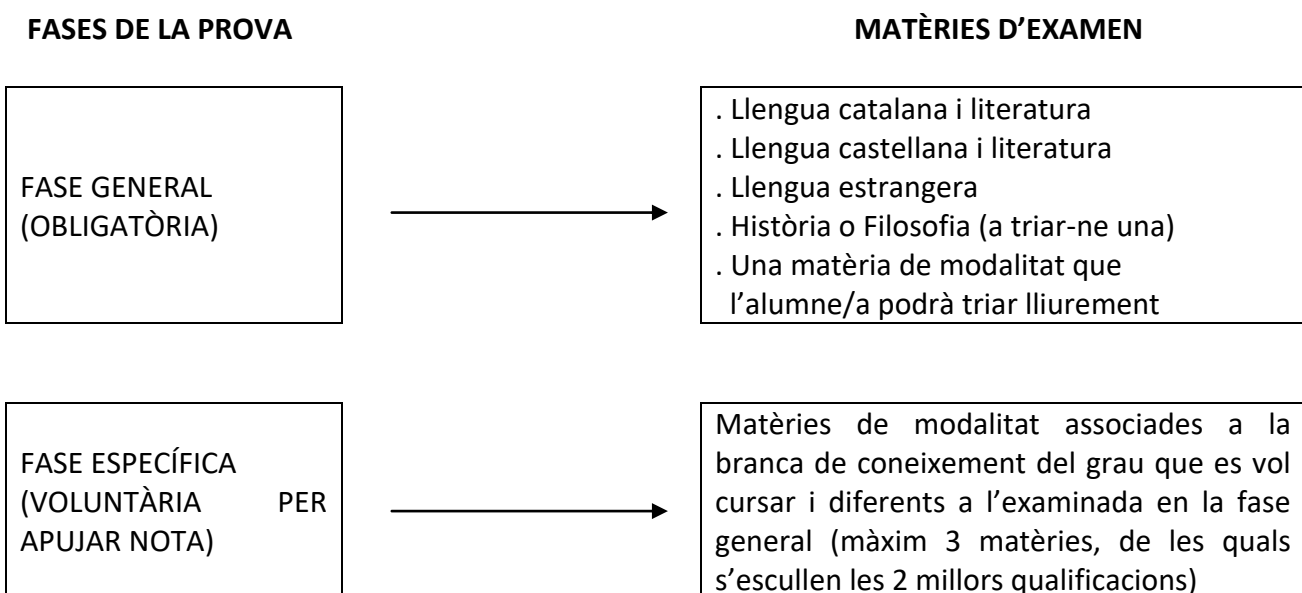 FASES DE LA PROVA
MATÈRIES D’EXAMEN
FASE GENERAL
(OBLIGATÒRIA)
. Llengua catalana i literatura
. Llengua castellana i literatura
. Llengua estrangera
. Història o Filosofia (a triar-ne una)
. Una matèria de modalitat que
l’alumne/a podrà triar lliurement
FASE ESPECÍFICA
(VOLUNTÀRIA PER
APUJAR NOTA)
Matèries de modalitat associades a la
branca de coneixement del grau que es vol
cursar i diferents a l’examinada en la fase
general (màxim 3 matèries, de les quals
s’escullen les 2 millors qualificacions)